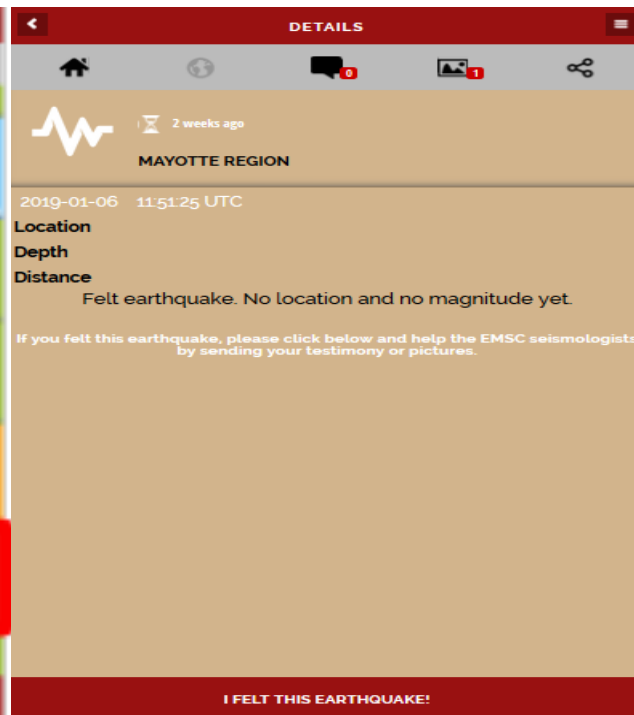 DETAILS
0
1
2 weeks ago
MAYOTTE REGION
2019-01-06 11:51:25 UTC
Location
Depth
Distance
Felt earthquake. No location and no magnitude yet.
If you felt this earthquake, please click below and help the EMSC seismologists
by sending your testimony or pictures.
I FELT THIS EARTHQUAKE!